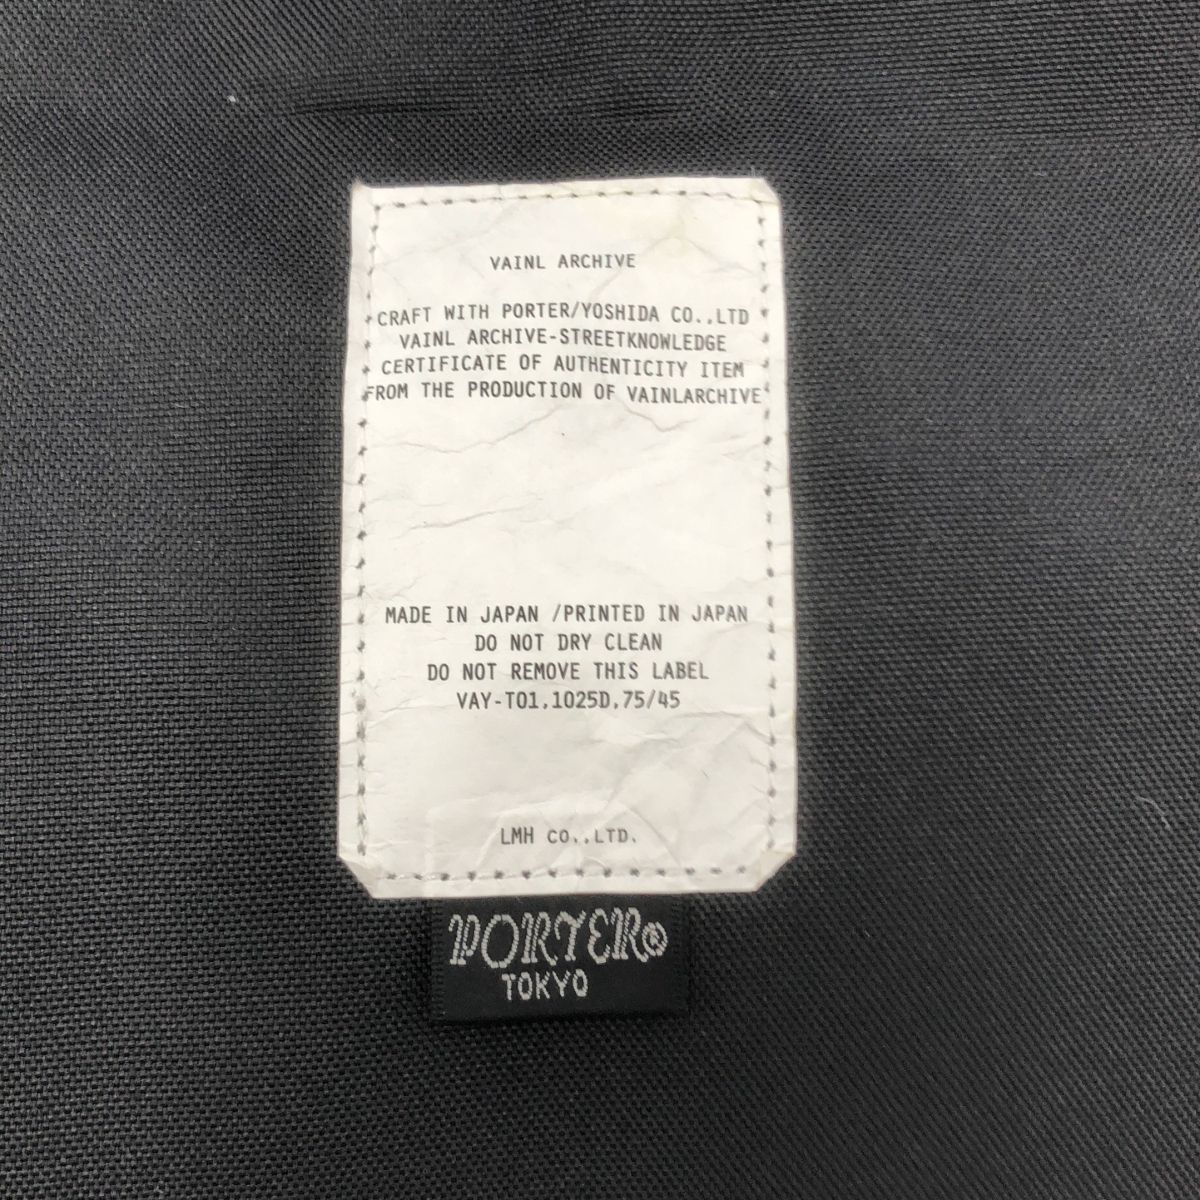 VAINL ARCHIVE
CRAFT WITH PORTER/YOSHIDA CO.,LTD
VAINL ARCHIVE-STREETKNOWLEDGE
CERTIFICATE OF AUTHENTICITY ITEM
FROM THE PRODUCTION OF VAINLARCHIVE
MADE IN JAPAN /PRINTED IN JAPAN
DO NOT DRY CLEAN
DO NOT REMOVE THIS LABEL
VAY-T01,1025D,75/45
LMH CO.,LTD.
PORTER®
TOKYO